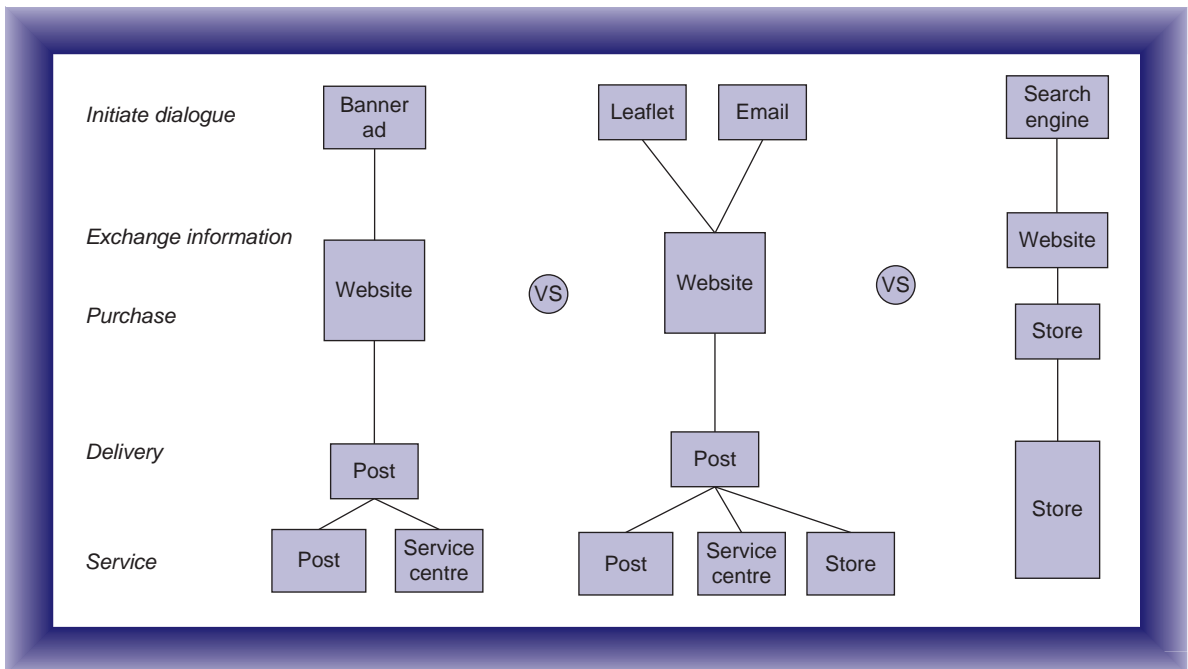 Initiate dialogue
Banner
ad
Leaflet
Email
Search
engine
Exchange information
Website
Website
Website
VS
VS
Purchase
Store
Delivery
Post
Post
Store
Service
Post
Service
centre
Post
Service
centre
Store